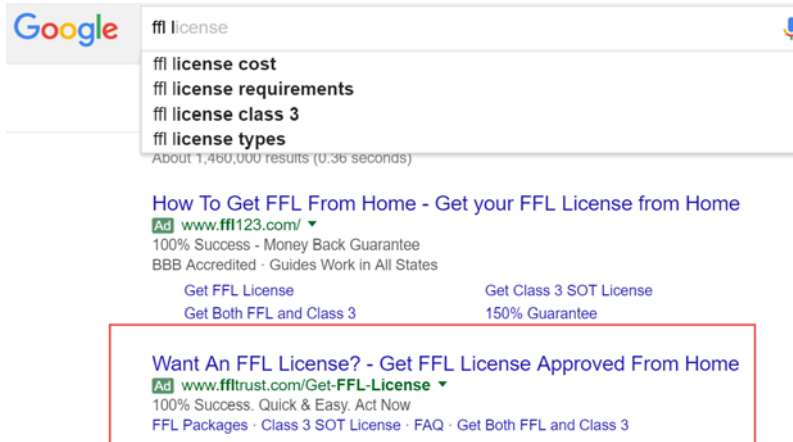 Google
ffl license
ffl license cost
ffl license requirements
ffl license class 3
ffl license types
About 1,460,000 results (0.36 seconds)
How To Get FFL From Home - Get your FFL License from Home
Ad www.ffl123.com/
100% Success - Money Back Guarantee
BBB Accredited · Guides Work in All States
Get FFL License Get Class 3 SOT License
Get Both FFL and Class 3 150% Guarantee
Want An FFL License? - Get FFL License Approved From Home
Ad www.ffltrust.com/Get-FFL-License
100% Success. Quick & Easy. Act Now
FFL Packages · Class 3 SOT License · FAQ · Get Both FFL and Class 3